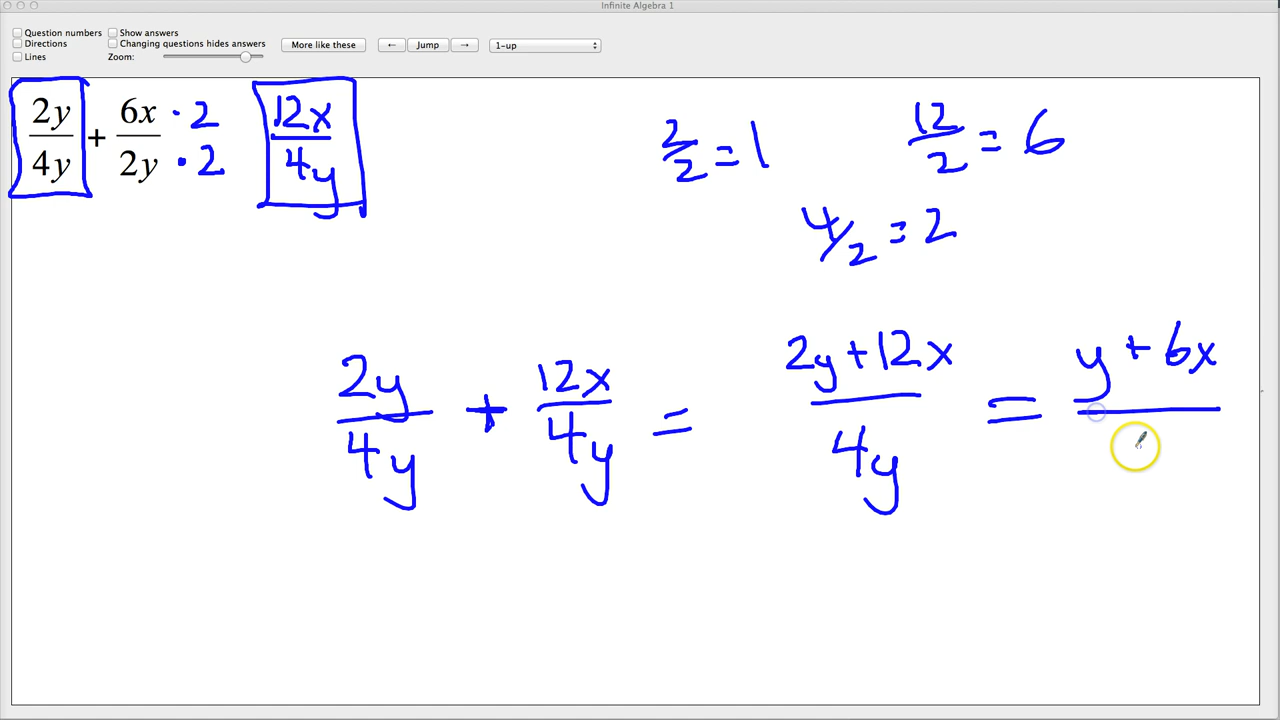 Infinite Algebra 1
Question numbers Show answers
Directions Changing questions hides answers More like these ← Jump → 1-up
Lines Zoom:
2y/4y + 6x/2y · 2 · 2 12x/4y
2/2 = 1 12/2 = 6
4/2 = 2
2y/4y + 12x/4y = 2y+12x/4y = y+6x